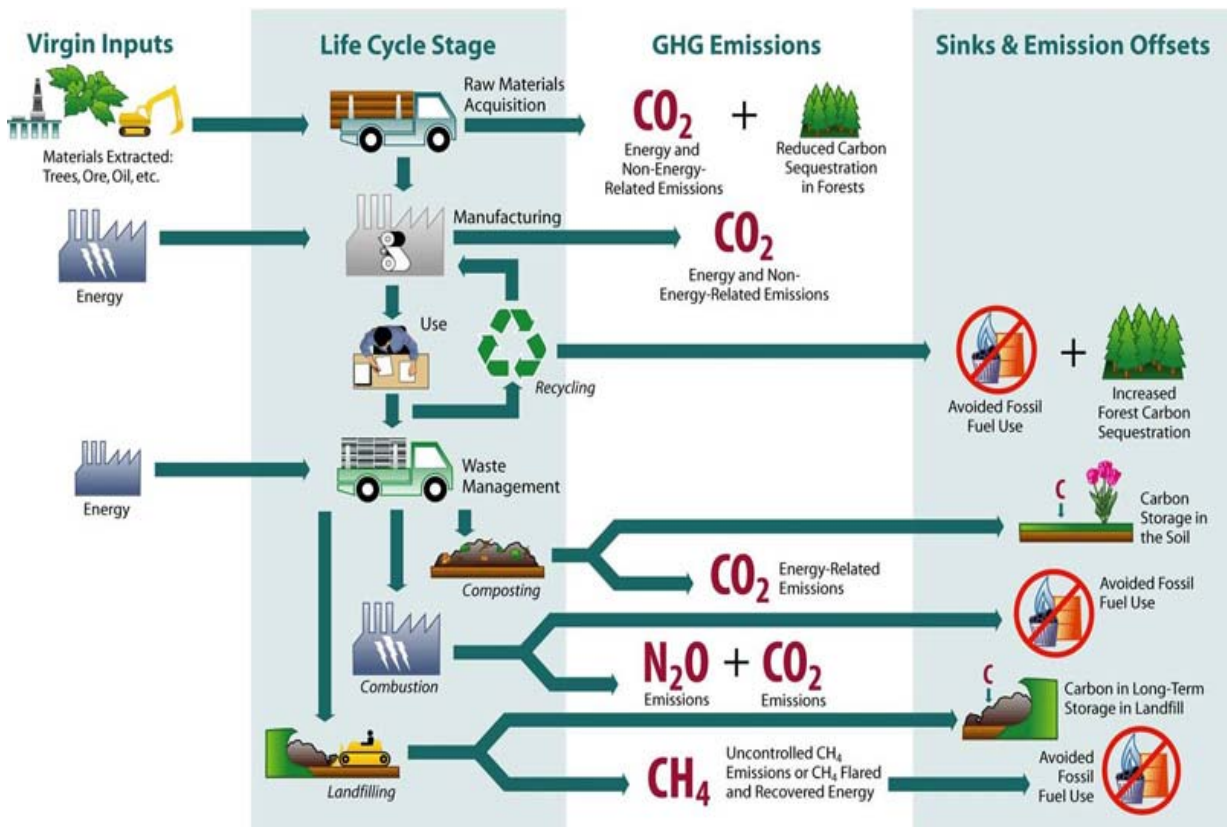 Virgin Inputs
Life Cycle Stage
GHG Emissions
Sinks & Emission Offsets
Materials Extracted:
Trees, Ore, Oil, etc.
Raw Materials
Acquisition
CO₂
Energy and
Non-Energy-
Related Emissions
+
Reduced Carbon
Sequestration
in Forests
Energy
Manufacturing
CO₂
Energy and Non-
Energy-Related Emissions
Use
Recycling
Avoided Fossil
Fuel Use
+
Increased
Forest Carbon
Sequestration
Energy
Waste
Management
Composting
C
Carbon
Storage in
the Soil
CO₂
Energy-Related
Emissions
Combustion
Avoided Fossil
Fuel Use
N₂O
Emissions
+
CO₂
Emissions
Landfilling
C
Carbon in Long-Term
Storage in Landfill
CH₄
Uncontrolled CH₄
Emissions or CH₄ Flared
and Recovered Energy
Avoided
Fossil
Fuel Use